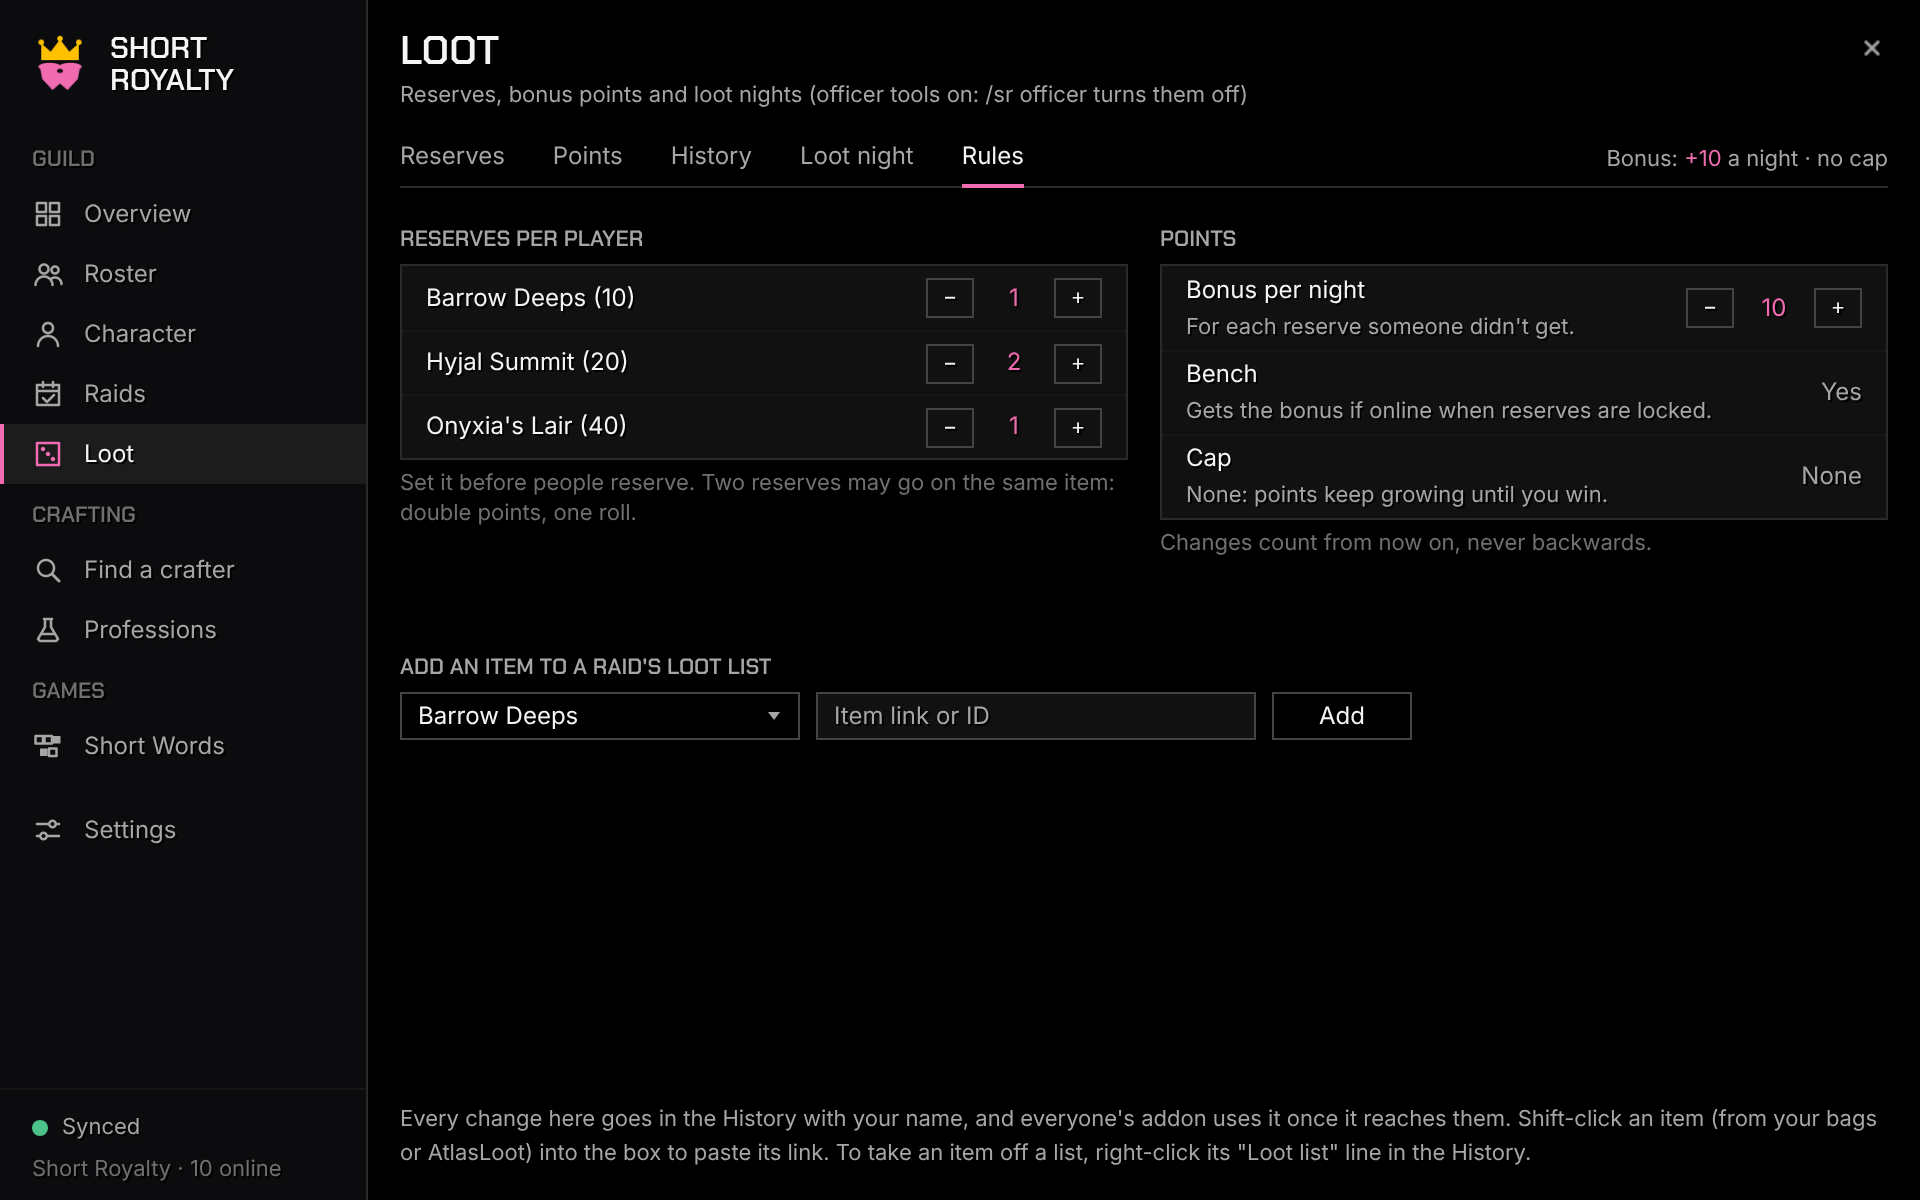 SHORT
ROYALTY
GUILD
Overview
Roster
Character
Raids
Loot
CRAFTING
Find a crafter
Professions
GAMES
Short Words
Settings
Synced
Short Royalty · 10 online
LOOT
Reserves, bonus points and loot nights (officer tools on: /sr officer turns them off)
Reserves Points History Loot night Rules
Bonus: +10 a night · no cap
RESERVES PER PLAYER
Barrow Deeps (10) − 1 +
Hyjal Summit (20) − 2 +
Onyxia's Lair (40) − 1 +
Set it before people reserve. Two reserves may go on the same item:
double points, one roll.
POINTS
Bonus per night
For each reserve someone didn't get.
− 10 +
Bench
Gets the bonus if online when reserves are locked.
Yes
Cap
None: points keep growing until you win.
None
Changes count from now on, never backwards.
ADD AN ITEM TO A RAID'S LOOT LIST
Barrow Deeps Item link or ID Add
Every change here goes in the History with your name, and everyone's addon uses it once it reaches them. Shift-click an item (from your bags
or AtlasLoot) into the box to paste its link. To take an item off a list, right-click its "Loot list" line in the History.